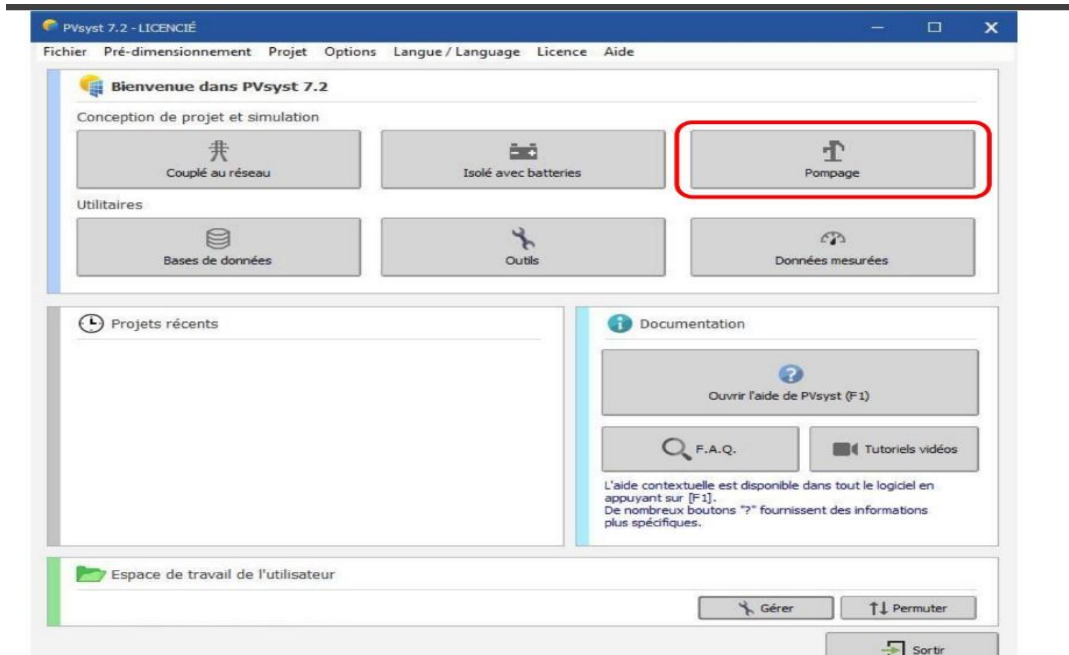 PVsyst 7.2 - LICENCIÉ
Fichier Pré-dimensionnement Projet Options Langue / Language Licence Aide
Bienvenue dans PVsyst 7.2
Conception de projet et simulation
Couplé au réseau
Isolé avec batteries
Pompage
Utilitaires
Bases de données
Outils
Données mesurées
Projets récents
Documentation
Ouvrir l'aide de PVsyst (F1)
F.A.Q.
Tutoriels vidéos
L'aide contextuelle est disponible dans tout le logiciel en
appuyant sur [F1].
De nombreux boutons "?" fournissent des informations
plus spécifiques.
Espace de travail de l'utilisateur
Gérer
Permuter
Sortir